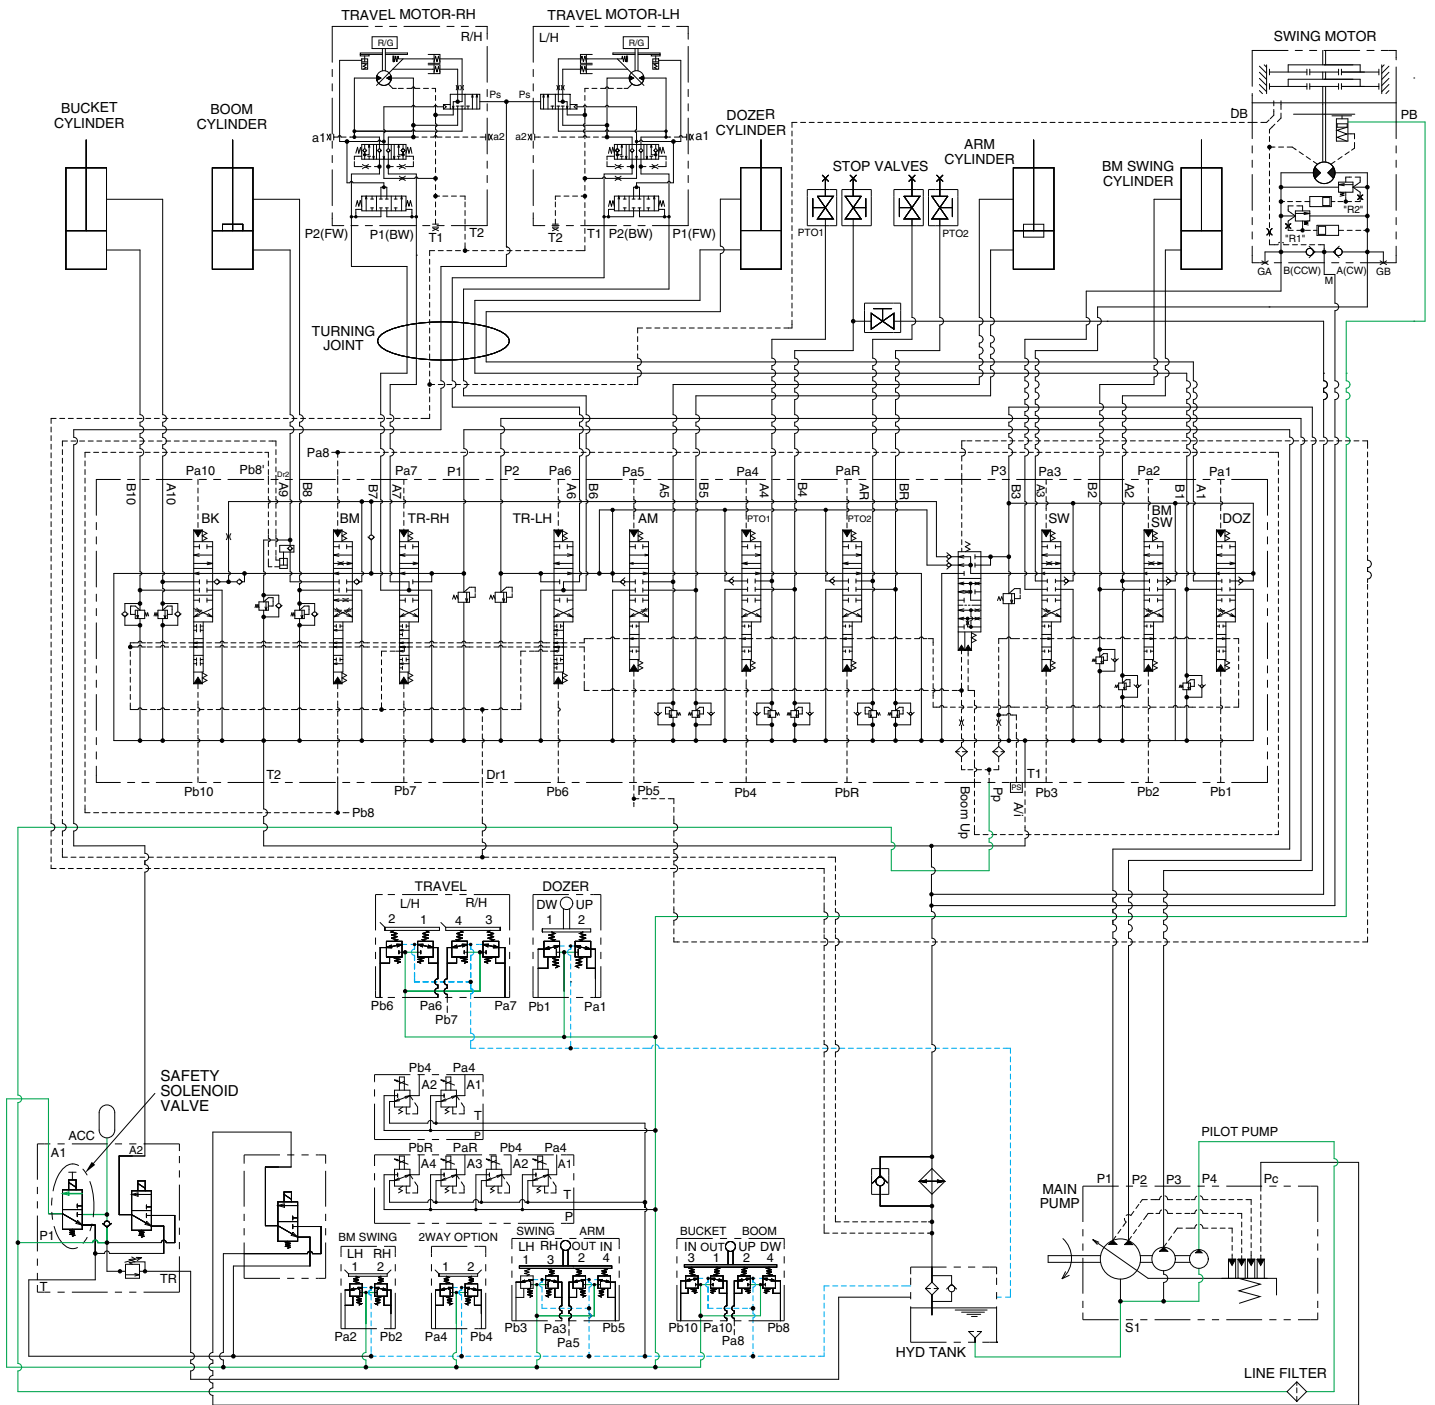 TRAVEL MOTOR-RH
TRAVEL MOTOR-LH
R/H
L/H
R/G
R/G
SWING MOTOR
BUCKET
CYLINDER
BOOM
CYLINDER
DOZER
CYLINDER
ARM
CYLINDER
BM SWING
CYLINDER
STOP VALVES
Ps
Ps
a1
a2
a2
a1
DB
PB
"R2"
"R1"
PTO1
PTO2
P2(FW)
P1(BW)
T1
T2
T2
T1
P2(BW)
P1(FW)
GA
B(CCW)
M
A(CW)
GB
TURNING
JOINT
Pa8
Pa10
Pb8'
Dr2
Pa7
P1
P2
Pa6
Pa5
Pa4
PaR
P3
Pa3
Pa2
Pa1
B10
A10
A9
B8
B7
A7
A6
B6
A5
B5
A4
B4
AR
BR
B3
A3
B2
A2
B1
A1
BK
BM
TR-RH
TR-LH
AM
PTO1
PTO2
SW
BM
SW
DOZ
T2
Dr1
T1
Pb10
Pb8
Pb7
Pb6
Pb5
Pb4
PbR
Boom Up
Pp
PS
A/i
Pb3
Pb2
Pb1
TRAVEL
L/H
R/H
2
1
4
3
Pb6
Pa6
Pb7
Pa7
DOZER
DW
UP
1
2
Pb1
Pa1
SAFETY
SOLENOID
VALVE
ACC
A1
A2
P1
T
TR
Pb4
Pa4
A2
A1
T
P
PbR
PaR
Pb4
Pa4
A4
A3
A2
A1
T
P
BM SWING
LH
RH
1
2
Pa2
Pb2
2WAY OPTION
1
2
Pa4
Pb4
SWING
ARM
LH
RH
OUT
IN
1
3
2
4
Pb3
Pa3
Pa5
Pb5
BUCKET
BOOM
IN
OUT
UP
DW
3
1
2
4
Pb10
Pa10
Pa8
Pb8
HYD TANK
PILOT PUMP
MAIN
PUMP
P1
P2
P3
P4
Pc
S1
LINE FILTER